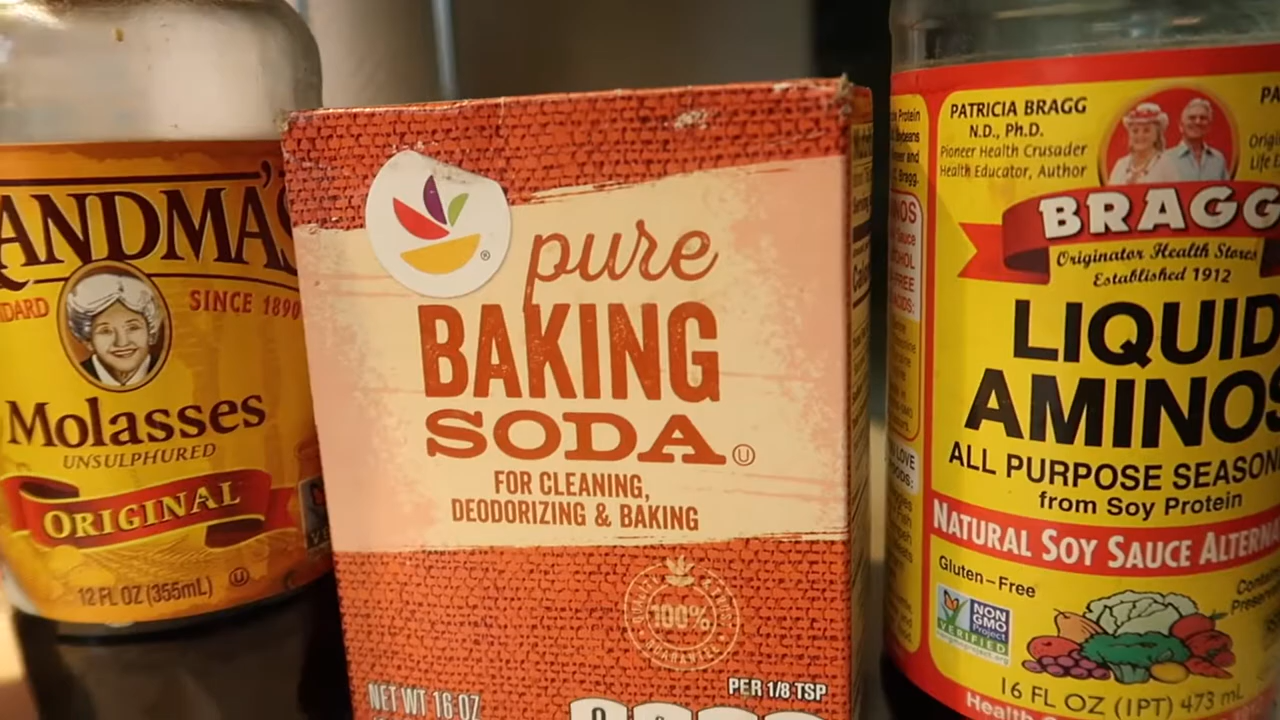 ANDMA'S
DARD
SINCE 1890
Molasses
UNSULPHURED
ORIGINAL
12 FL OZ (355mL)
pure
BAKING
SODA
FOR CLEANING,
DEODORIZING & BAKING
100%
PER 1/8 TSP
NET WT 16 OZ
PATRICIA BRAGG
N.D., Ph.D.
Pioneer Health Crusader
Health Educator, Author
BRAGG
Originator Health Stores
Established 1912
LIQUID
AMINOS
ALL PURPOSE SEASON
from Soy Protein
NATURAL SOY SAUCE ALTERNA
Gluten-Free
NON
GMO
Project
VERIFIED
16 FL OZ (1PT) 473 mL
Health